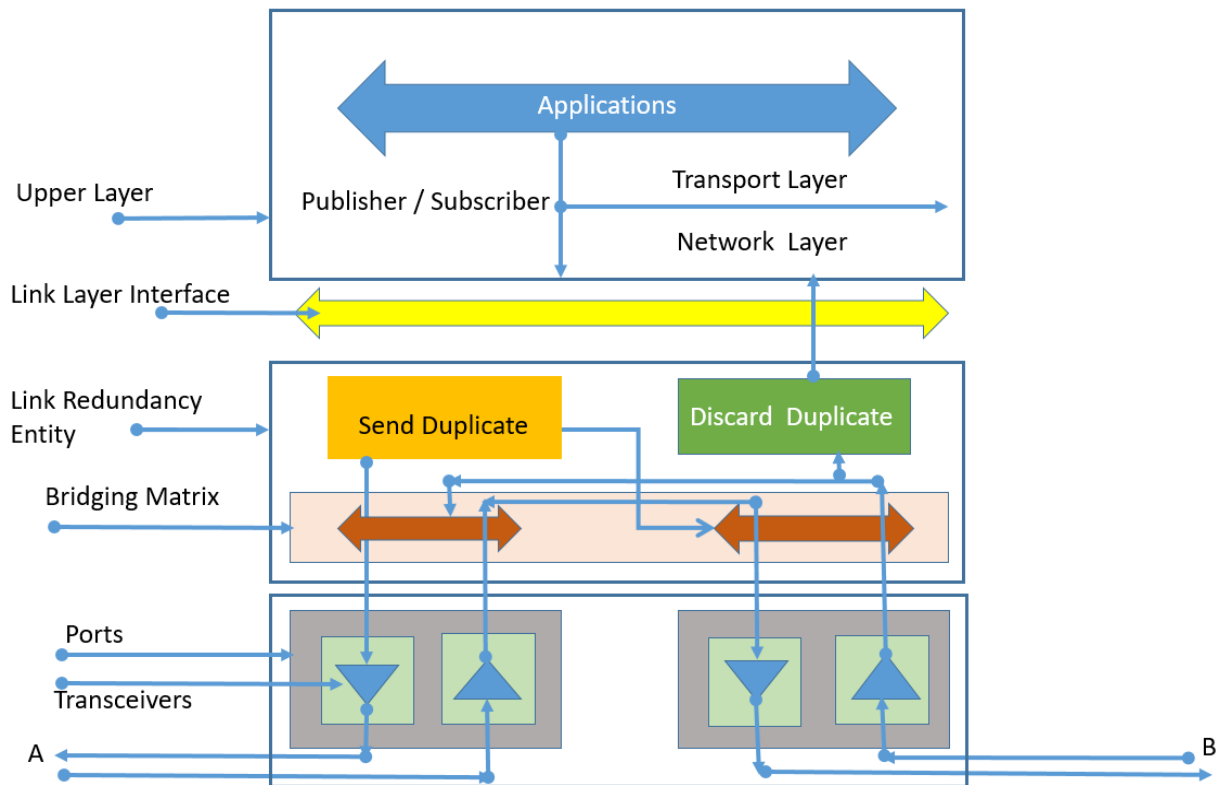 Applications
Upper Layer
Publisher / Subscriber
Transport Layer
Network Layer
Link Layer Interface
Link Redundancy
Entity
Send Duplicate
Discard Duplicate
Bridging Matrix
Ports
Transceivers
A
B